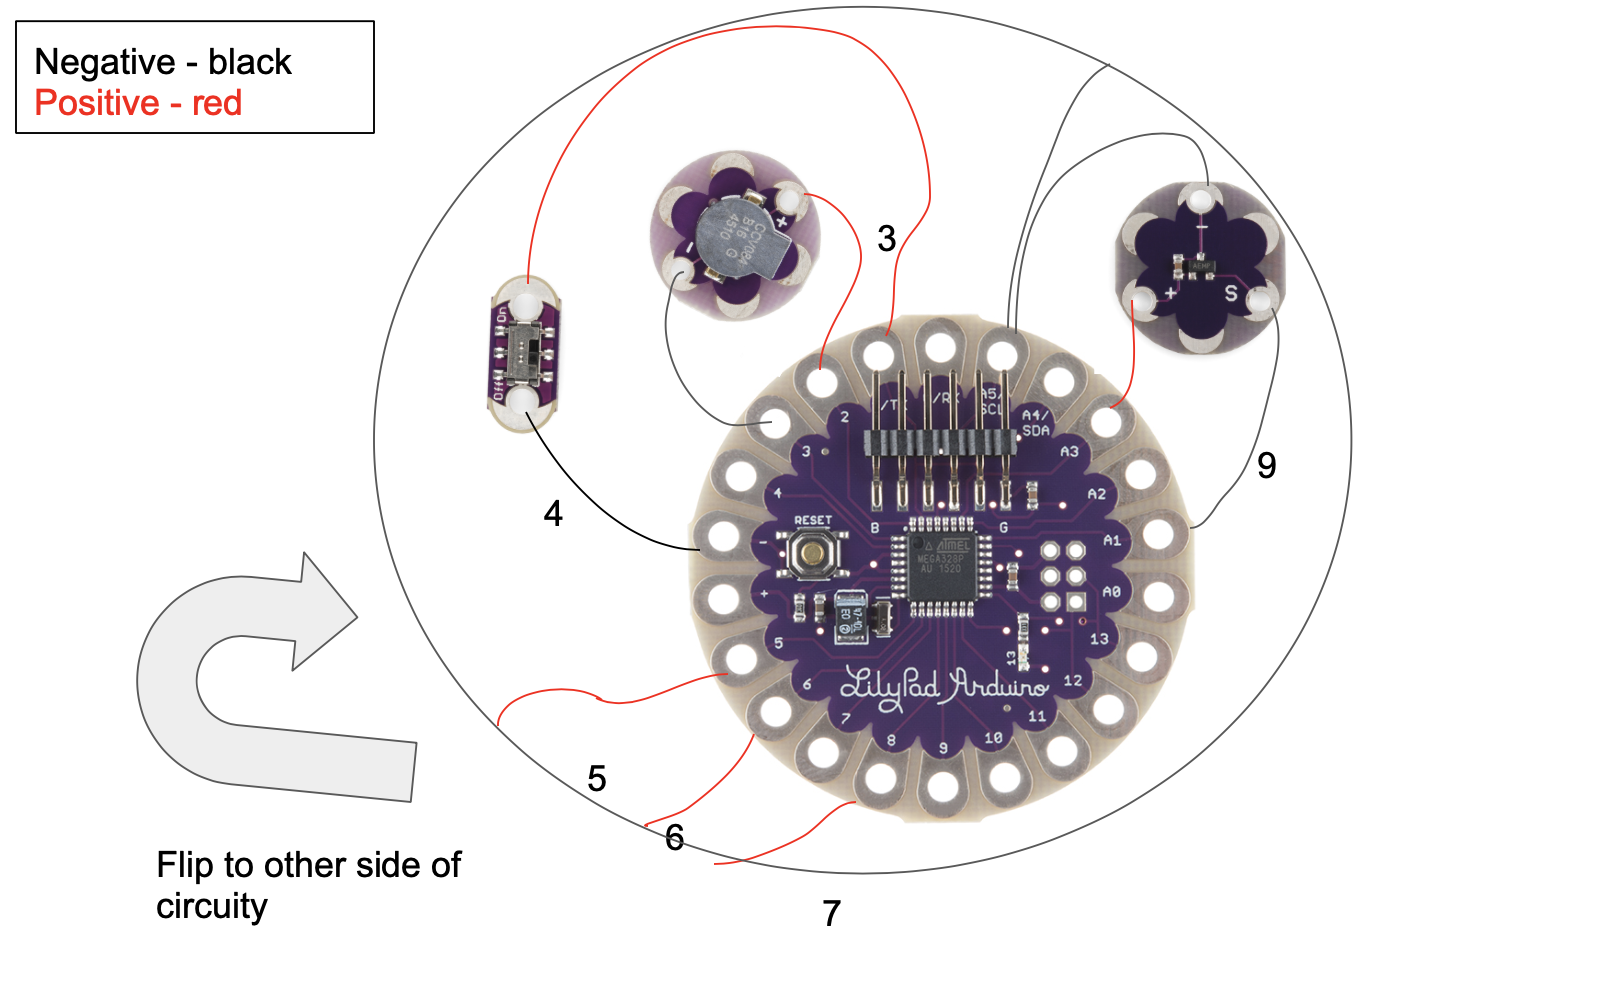 Negative - black
Positive - red
3
CCV084
B16
4510
G
+
-
-
+
S
On
Off
/TX
/RX
A5/
SCL
A4/
SDA
2
3
4
-
+
5
6
7
8
9
10
11
12
13
A0
A1
A2
A3
9
4
RESET
B
G
ATMEL
MEGA328P
AU 1520
13
LilyPad Arduino
5
6
7
Flip to other side of
circuity